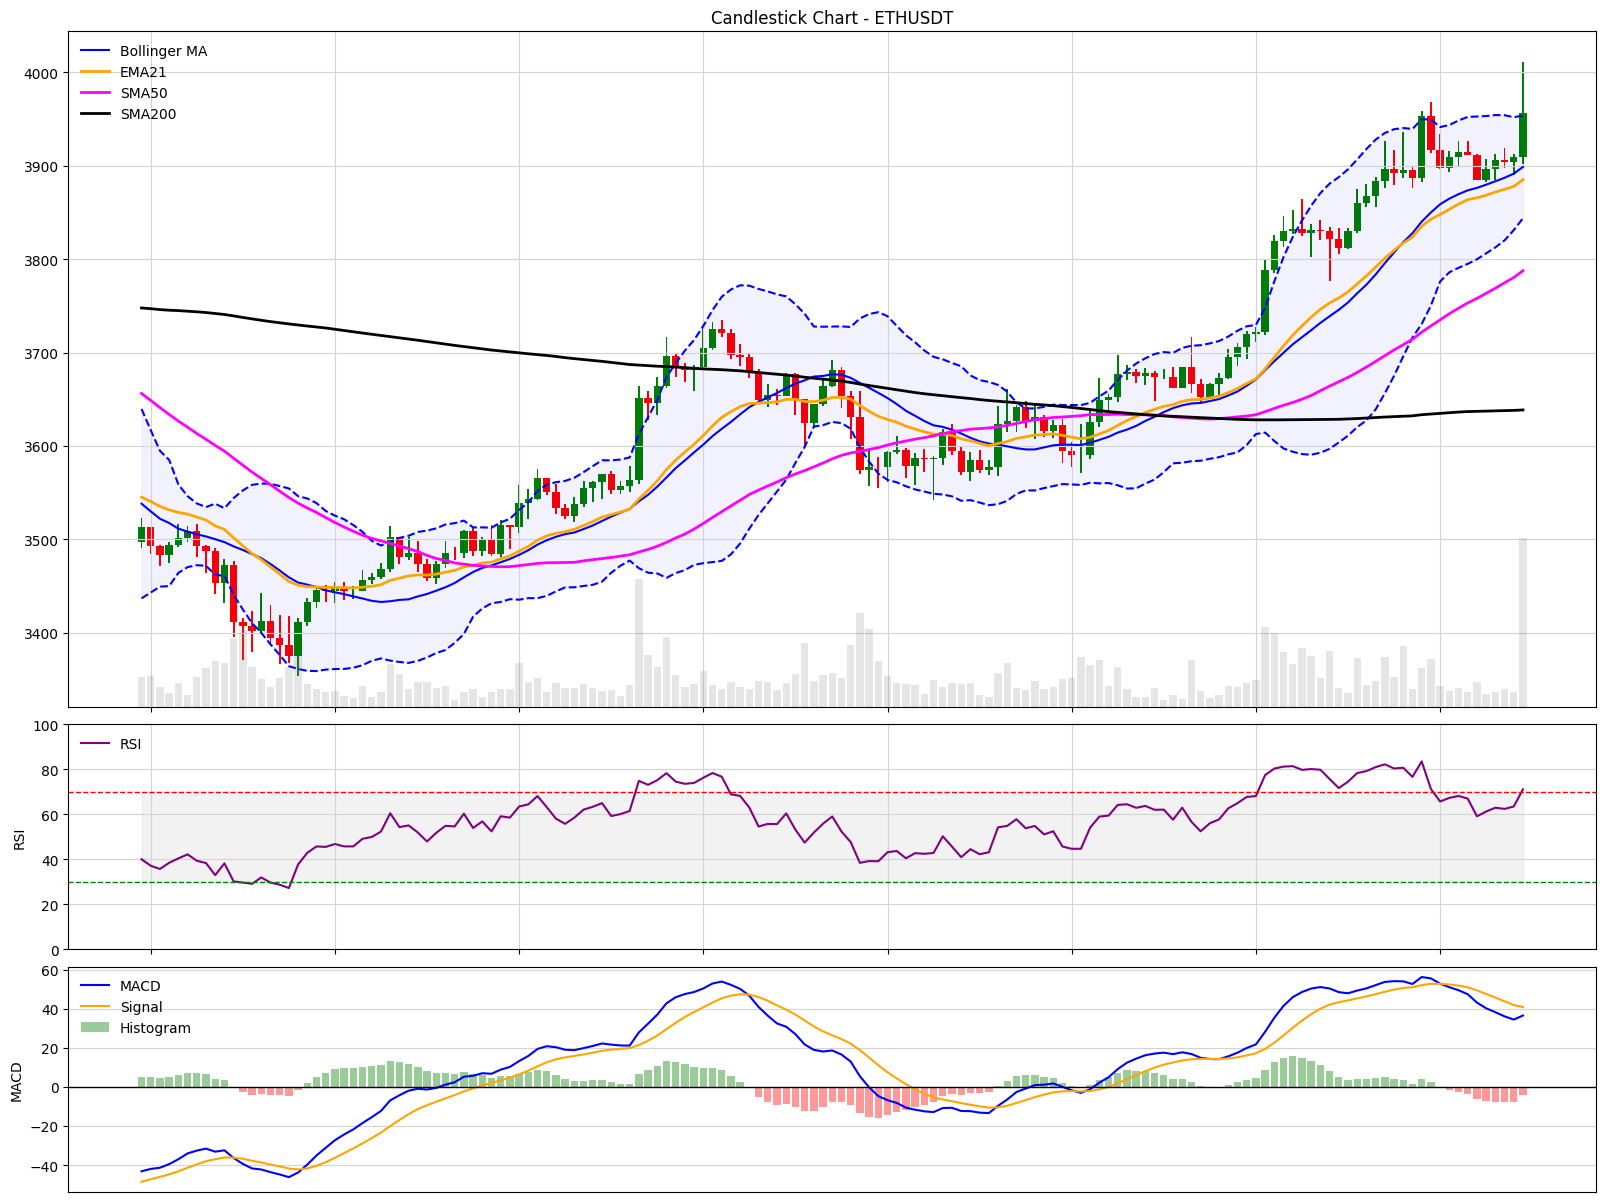 Candlestick Chart - ETHUSDT
Bollinger MA
EMA21
SMA50
SMA200
4000
3900
3800
3700
3600
3500
3400
RSI
100
80
60
40
20
0
RSI
MACD
Signal
Histogram
60
40
20
0
−20
−40
MACD